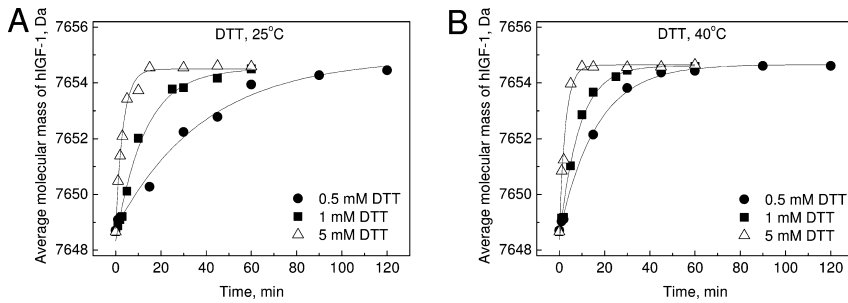 A
DTT, 25°C
Average molecular mass of hIGF-1, Da
7656
7654
7652
7650
7648
0.5 mM DTT
1 mM DTT
5 mM DTT
0 20 40 60 80 100 120
Time, min
B
DTT, 40°C
Average molecular mass of hIGF-1, Da
7656
7654
7652
7650
7648
0.5 mM DTT
1 mM DTT
5 mM DTT
0 20 40 60 80 100 120
Time, min